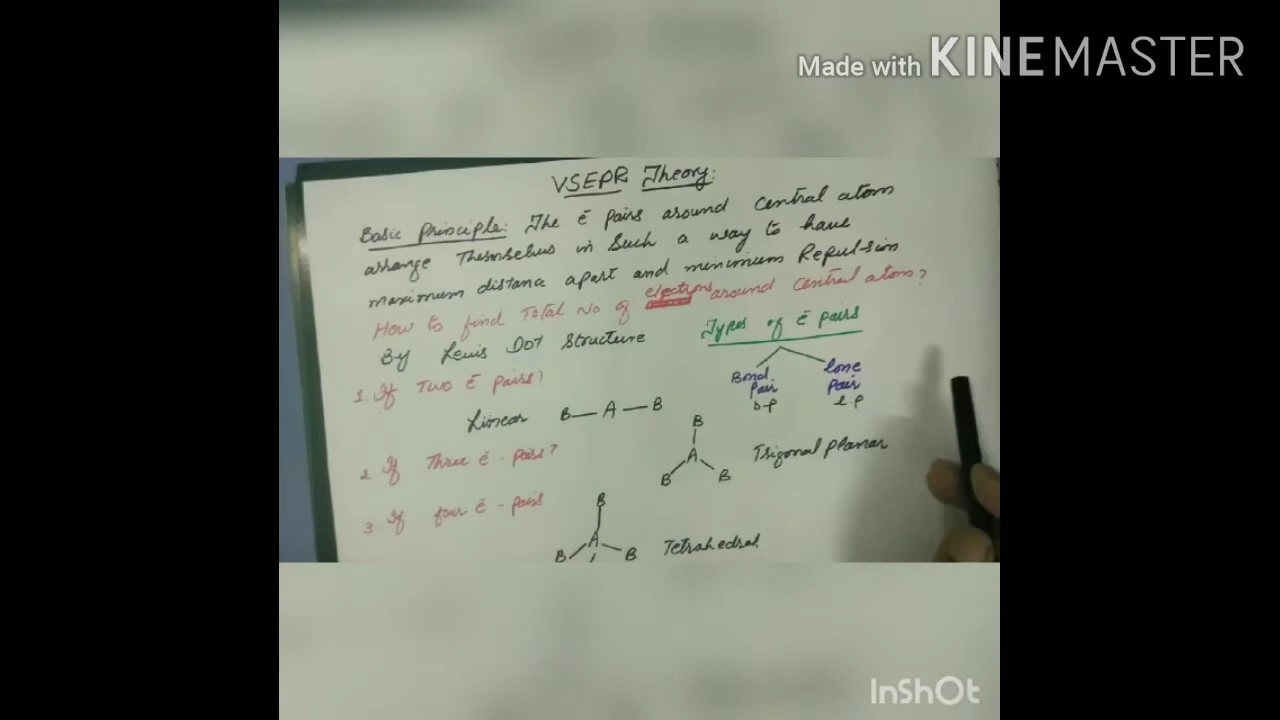 Made with KINEMASTER
VSEPR Theory:
Basic Principle: The ē pairs around Central atom
arrange Themselves in Such a way to have
maximum distance apart and minimum Repulsion
How to find Total No of electrons around Central atom?
By Lewis DOT Structure
Types of ē pairs
Bond Pair b-p
lone Pair l p
1. If Two ē pairs?
Linear B — A — B
2. If Three ē - pairs?
B
A
B B
Trigonal planar
3. If four ē - pairs
B
A
B B
Tetrahedral
InShOt